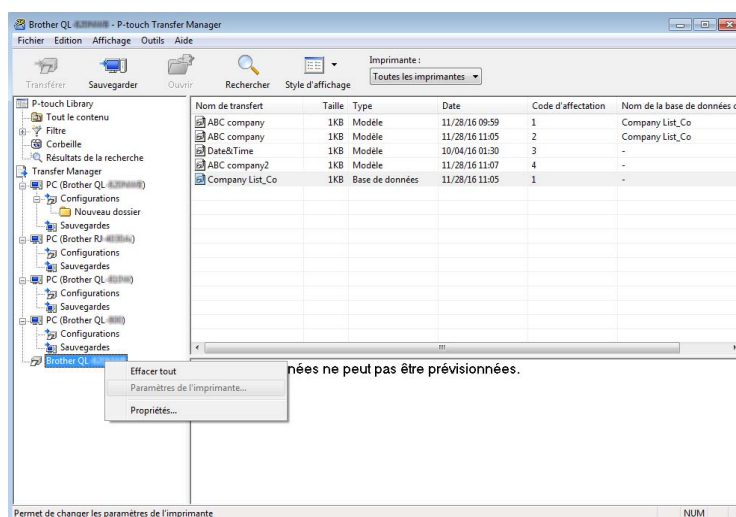 Brother QL - P-touch Transfer Manager
Fichier Edition Affichage Outils Aide
Transférer Sauvegarder Ouvrir Rechercher Style d'affichage
Imprimante :
Toutes les imprimantes
P-touch Library
Tout le contenu
Filtre
Corbeille
Résultats de la recherche
Transfer Manager
PC (Brother QL- )
Configurations
Nouveau dossier
Sauvegardes
PC (Brother RJ- )
Configurations
Sauvegardes
PC (Brother QL- )
Configurations
Sauvegardes
PC (Brother QL- )
Configurations
Sauvegardes
Brother QL
Nom de transfert Taille Type Date Code d'affectation Nom de la base de données
ABC company 1KB Modèle 11/28/16 09:59 1 Company List_Co
ABC company 1KB Modèle 11/28/16 11:05 2 Company List_Co
Date&Time 1KB Modèle 10/04/16 01:30 3 -
ABC company2 1KB Modèle 11/28/16 11:07 4 -
Company List_Co 1KB Base de données 11/28/16 11:05 1 -
nées ne peut pas être prévisionnées.
Effacer tout
Paramètres de l'imprimante...
Propriétés...
Permet de changer les paramètres de l'imprimante NUM